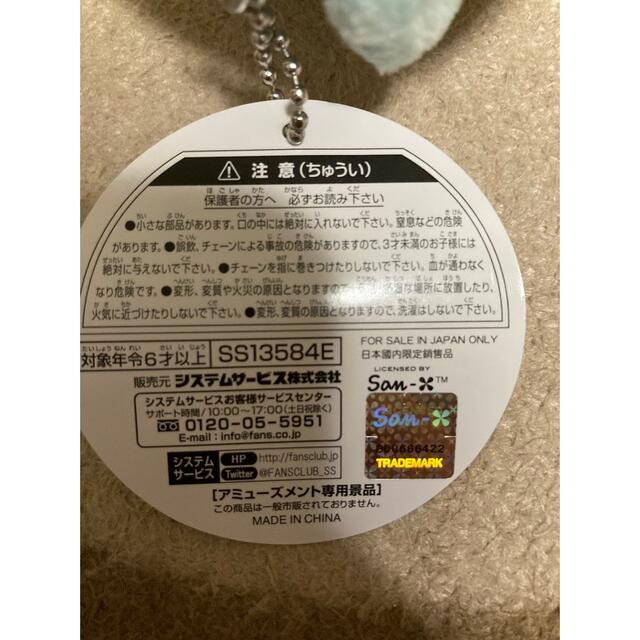 注意(ちゅうい)
保護者の方へ 必ずお読み下さい
●小さな部品があります。口の中には絶対に入れないで下さい。窒息などの危険
があります。●誤飲、チェーンによる事故の危険がありますので、3才未満のお子様には
絶対に与えないで下さい。●チェーンを指に巻きつけたりしないで下さい。血が通わなく
なり危険です。●変形、変質や火災の原因となりますので、な場所に放置したり、
火気に近づけたりしないで下さい。●変形、変質の原因となりますので、洗濯はしないで下さい。
対象年令6才以上 SS13584E
FOR SALE IN JAPAN ONLY
日本國内限定銷售品
販売元 システムサービス株式会社
システムサービスお客様サービスセンター
サポート時間/10:00~17:00(土日祝除く)
0120-05-5951
E-mail:info@fans.co.jp
LICENSED BY
San-X™
San-X
TRADEMARK
システム
サービス
HP http://fansclub.jp
Twitter @FANSCLUB_SS
[アミューズメント専用景品]
この商品は一般市販されておりません。
MADE IN CHINA